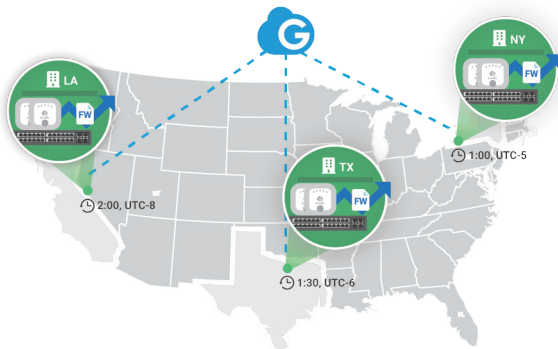 G
NY
FW
1:00, UTC-5
LA
FW
2:00, UTC-8
TX
FW
1:30, UTC-6